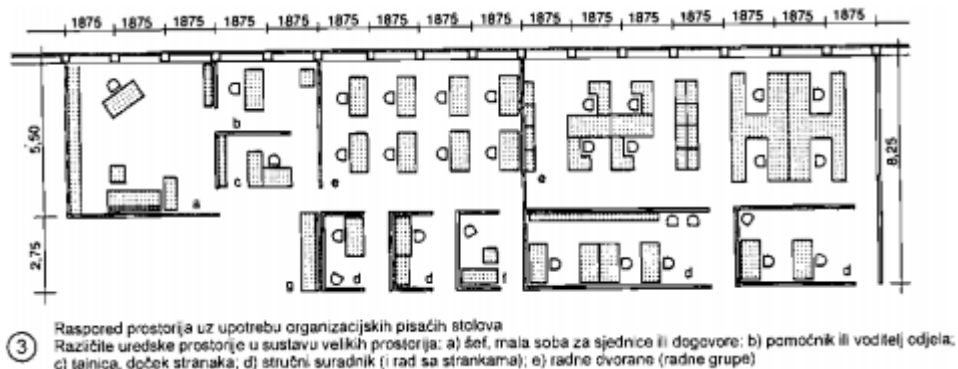 1875 1875 1875 1875 1875 1875 1875 1875 1875 1875 1875 1875 1875 1875 1875 1875
5,50
8,25
b
c e e
a
2,75
g d d f d d
3
Raspored prostorija uz upotrebu organizacijskih pisaćih stolova
Različite uredske prostorije u sustavu velikih prostorija: a) šef, mala soba za sjednice ili dogovore; b) pomoćnik ili voditelj odjela;
c) tajnica, doček stranaka; d) stručni suradnik (i rad sa strankama); e) radne dvorane (radne grupe)